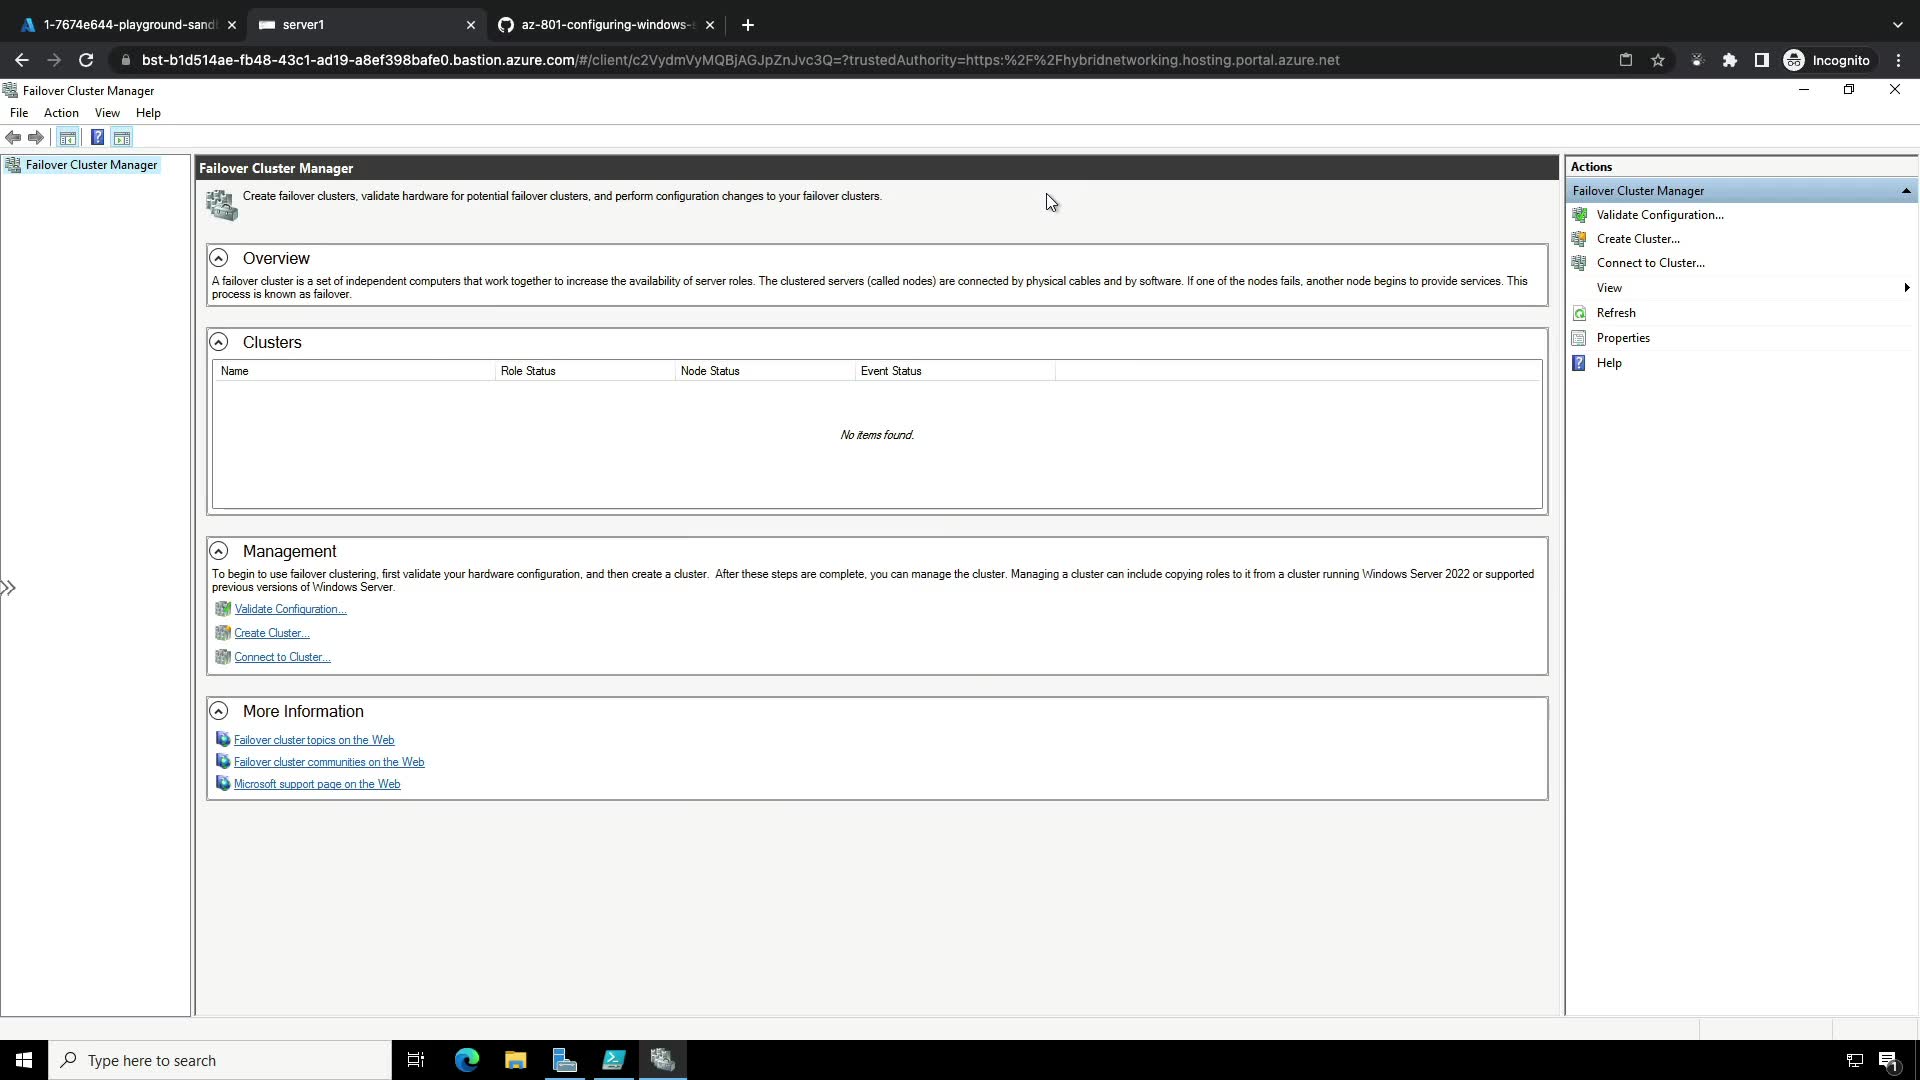 1-7674e644-playground-sand
server1
az-801-configuring-windows-
bst-b1d514ae-fb48-43c1-ad19-a8ef398bafe0.bastion.azure.com/#/client/c2VydmVyMQBjAGJpZnJvc3Q=?trustedAuthority=https:%2F%2Fhybridnetworking.hosting.portal.azure.net
Incognito
Failover Cluster Manager
File Action View Help
Failover Cluster Manager
Failover Cluster Manager
Create failover clusters, validate hardware for potential failover clusters, and perform configuration changes to your failover clusters.
Overview
A failover cluster is a set of independent computers that work together to increase the availability of server roles. The clustered servers (called nodes) are connected by physical cables and by software. If one of the nodes fails, another node begins to provide services. This
process is known as failover.
Clusters
Name Role Status Node Status Event Status
No items found.
Management
To begin to use failover clustering, first validate your hardware configuration, and then create a cluster. After these steps are complete, you can manage the cluster. Managing a cluster can include copying roles to it from a cluster running Windows Server 2022 or supported
previous versions of Windows Server.
Validate Configuration...
Create Cluster...
Connect to Cluster...
More Information
Failover cluster topics on the Web
Failover cluster communities on the Web
Microsoft support page on the Web
Actions
Failover Cluster Manager
Validate Configuration...
Create Cluster...
Connect to Cluster...
View
Refresh
Properties
Help
Type here to search
1